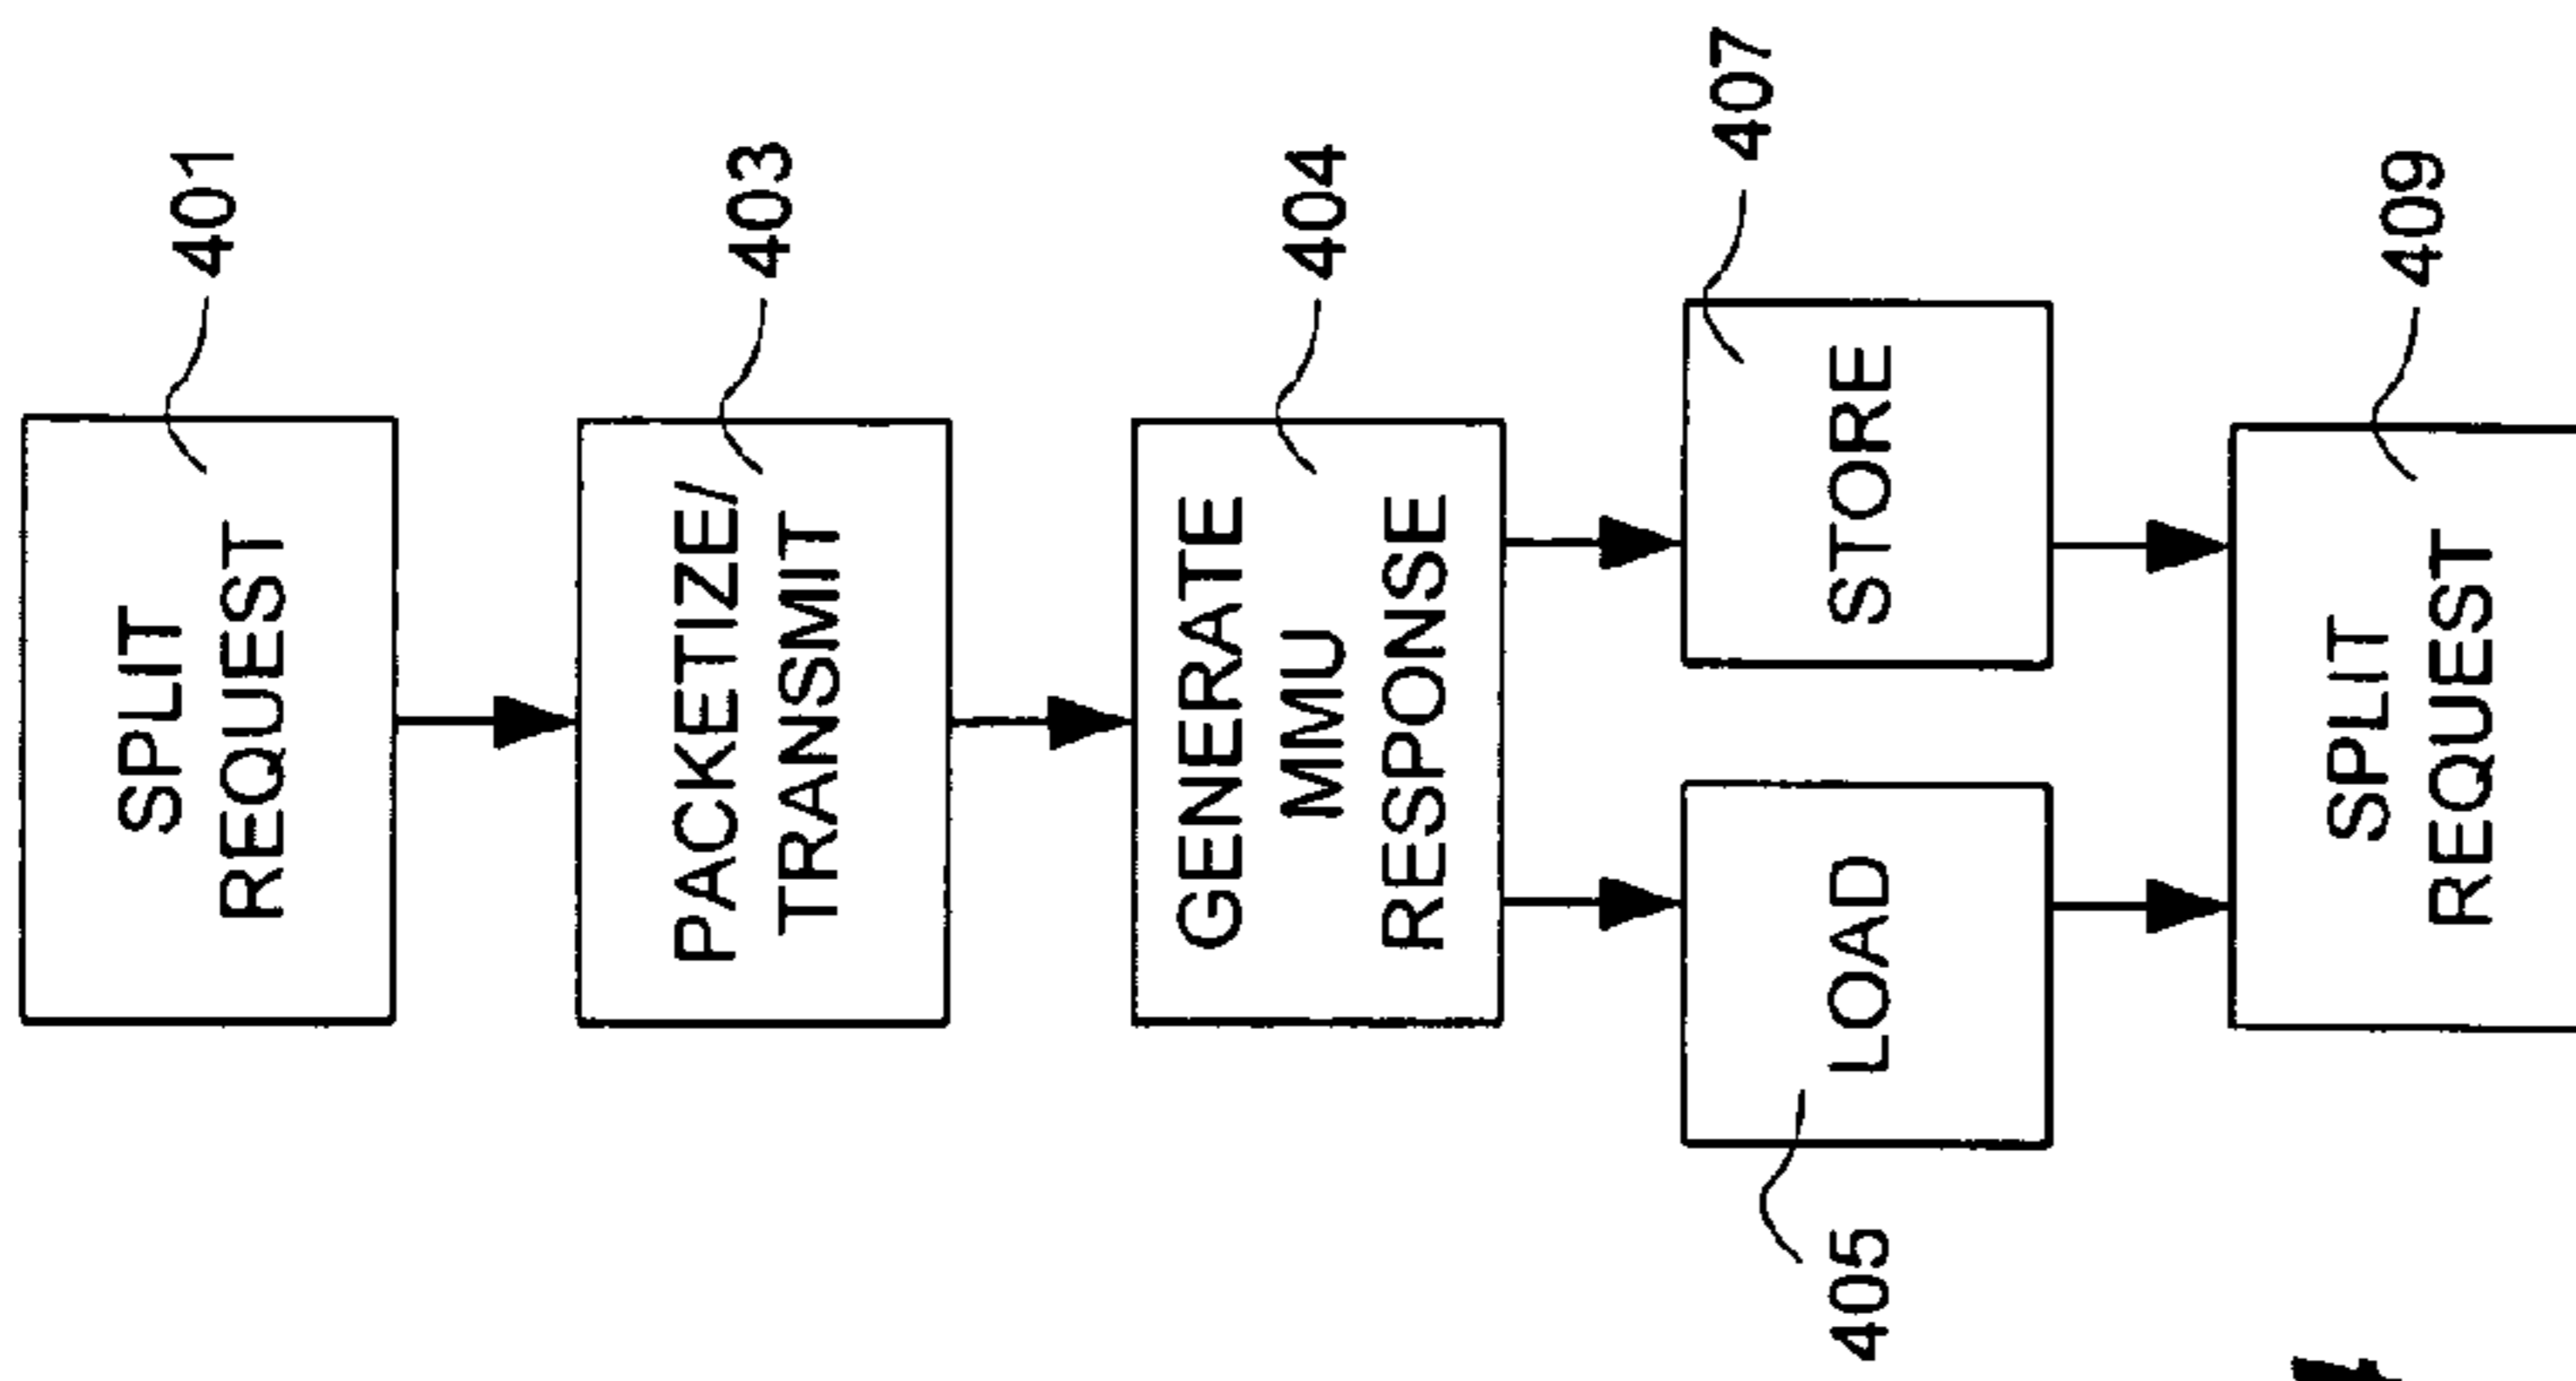 SPLIT
REQUEST
401
PACKETIZE/
TRANSMIT
403
GENERATE
MMU
RESPONSE
404
LOAD
405
STORE
407
SPLIT
REQUEST
409